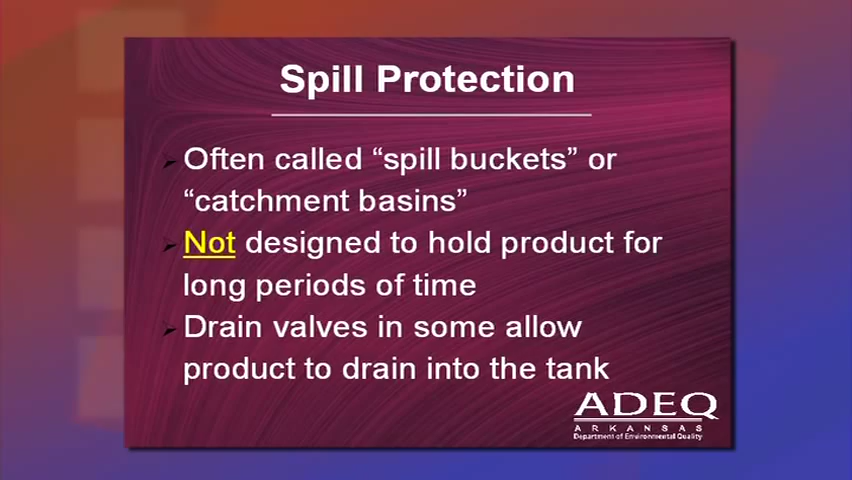 Spill Protection
Often called “spill buckets” or
“catchment basins”
Not designed to hold product for
long periods of time
Drain valves in some allow
product to drain into the tank
ADEQ
ARKANSAS
Department of Environmental Quality